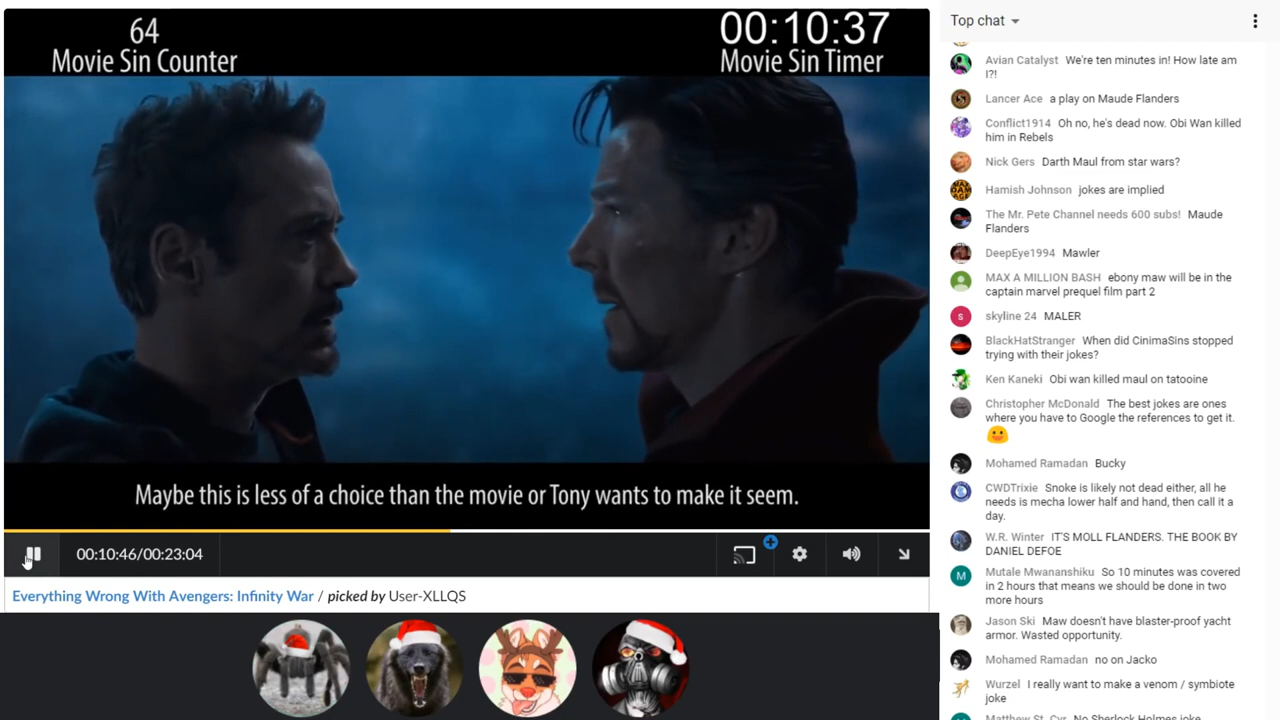 64
Movie Sin Counter
00:10:37
Movie Sin Timer
Maybe this is less of a choice than the movie or Tony wants to make it seem.
00:10:46/00:23:04
Everything Wrong With Avengers: Infinity War / picked by User-XLLQS
Top chat
Avian Catalyst We're ten minutes in! How late am
I?!
Lancer Ace a play on Maude Flanders
Conflict1914 Oh no, he's dead now. Obi Wan killed
him in Rebels
Nick Gers Darth Maul from star wars?
Hamish Johnson jokes are implied
The Mr. Pete Channel needs 600 subs! Maude
Flanders
DeepEye1994 Mawler
MAX A MILLION BASH ebony maw will be in the
captain marvel prequel film part 2
S
skyline 24 MALER
BlackHatStranger When did CinimaSins stopped
trying with their jokes?
Ken Kaneki Obi wan killed maul on tatooine
Christopher McDonald The best jokes are ones
where you have to Google the references to get it.
Mohamed Ramadan Bucky
CWDTrixie Snoke is likely not dead either, all he
needs is mecha lower half and hand, then call it a
day.
W.R. Winter IT'S MOLL FLANDERS. THE BOOK BY
DANIEL DEFOE
M
Mutale Mwananshiku So 10 minutes was covered
in 2 hours that means we should be done in two
more hours
Jason Ski Maw doesn't have blaster-proof yacht
armor. Wasted opportunity.
Mohamed Ramadan no on Jacko
Wurzel I really want to make a venom / symbiote
joke
Matthew St. Cyr No Sherlock Holmes joke